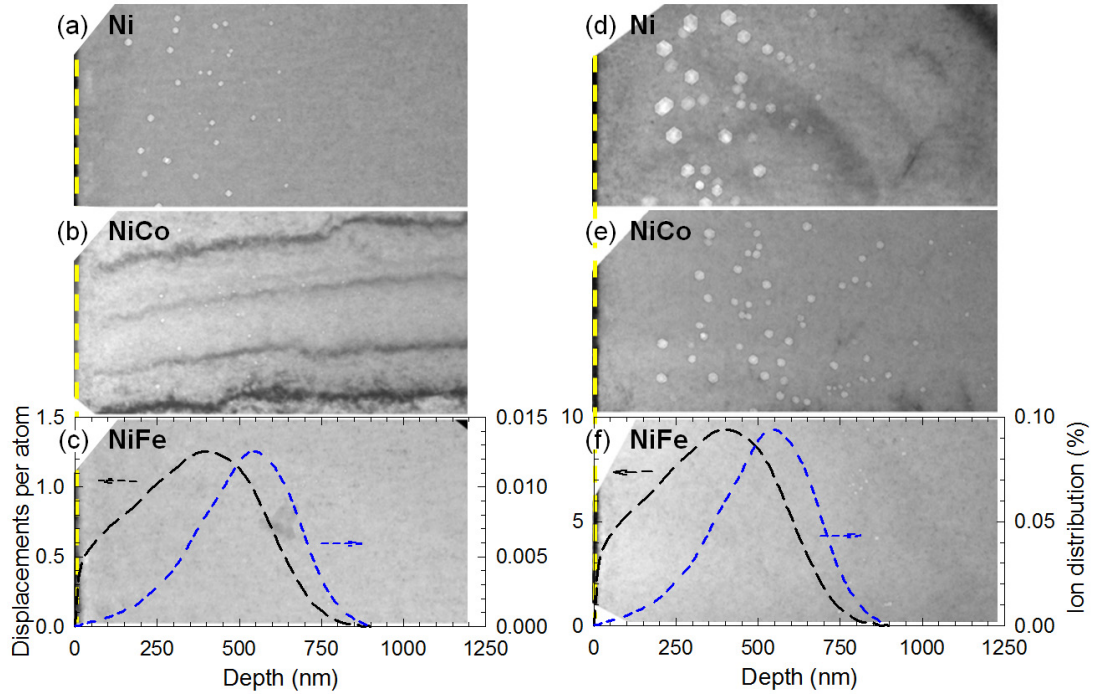 (a) Ni
(d) Ni
(b) NiCo
(e) NiCo
(c) NiFe
(f) NiFe
Displacements per atom
1.5
1.0
0.5
0.0
0.015
0.010
0.005
0.000
10
5
0
0.10
0.05
0.00
Ion distribution (%)
0 250 500 750 1000 1250
0 250 500 750 1000 1250
Depth (nm)
Depth (nm)